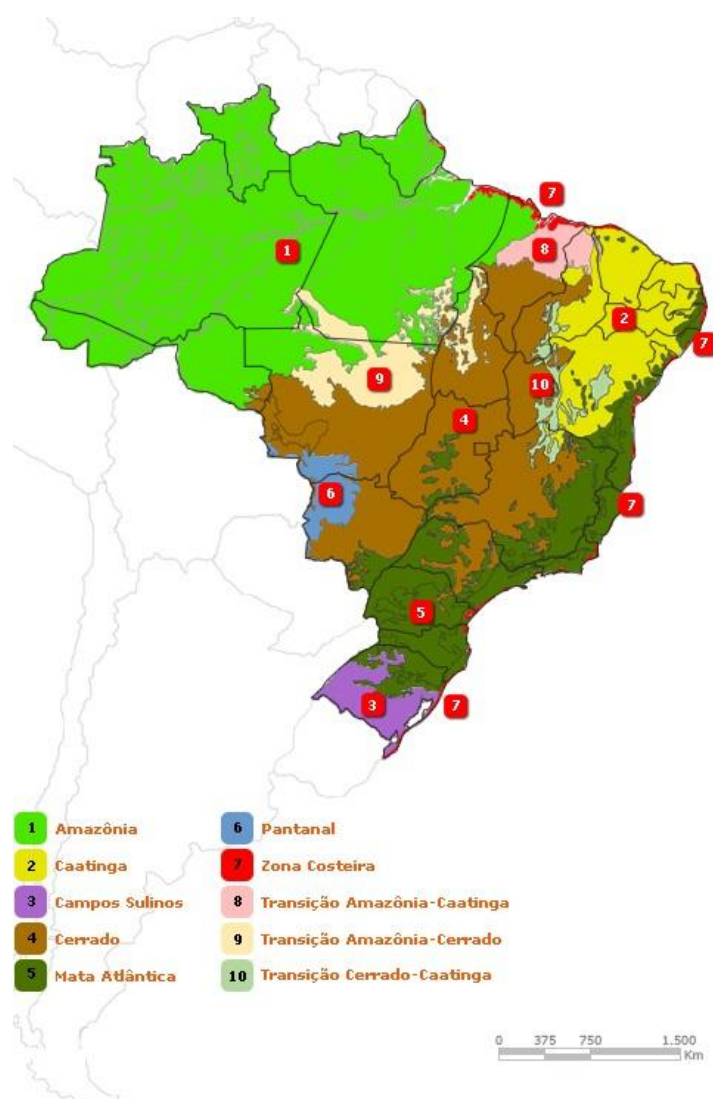 7
8
1
2
7
9
10
4
6
7
5
3
7
1 Amazônia
2 Caatinga
3 Campos Sulinos
4 Cerrado
5 Mata Atlântica
6 Pantanal
7 Zona Costeira
8 Transição Amazônia-Caatinga
9 Transição Amazônia-Cerrado
10 Transição Cerrado-Caatinga
0 375 750 1.500
Km